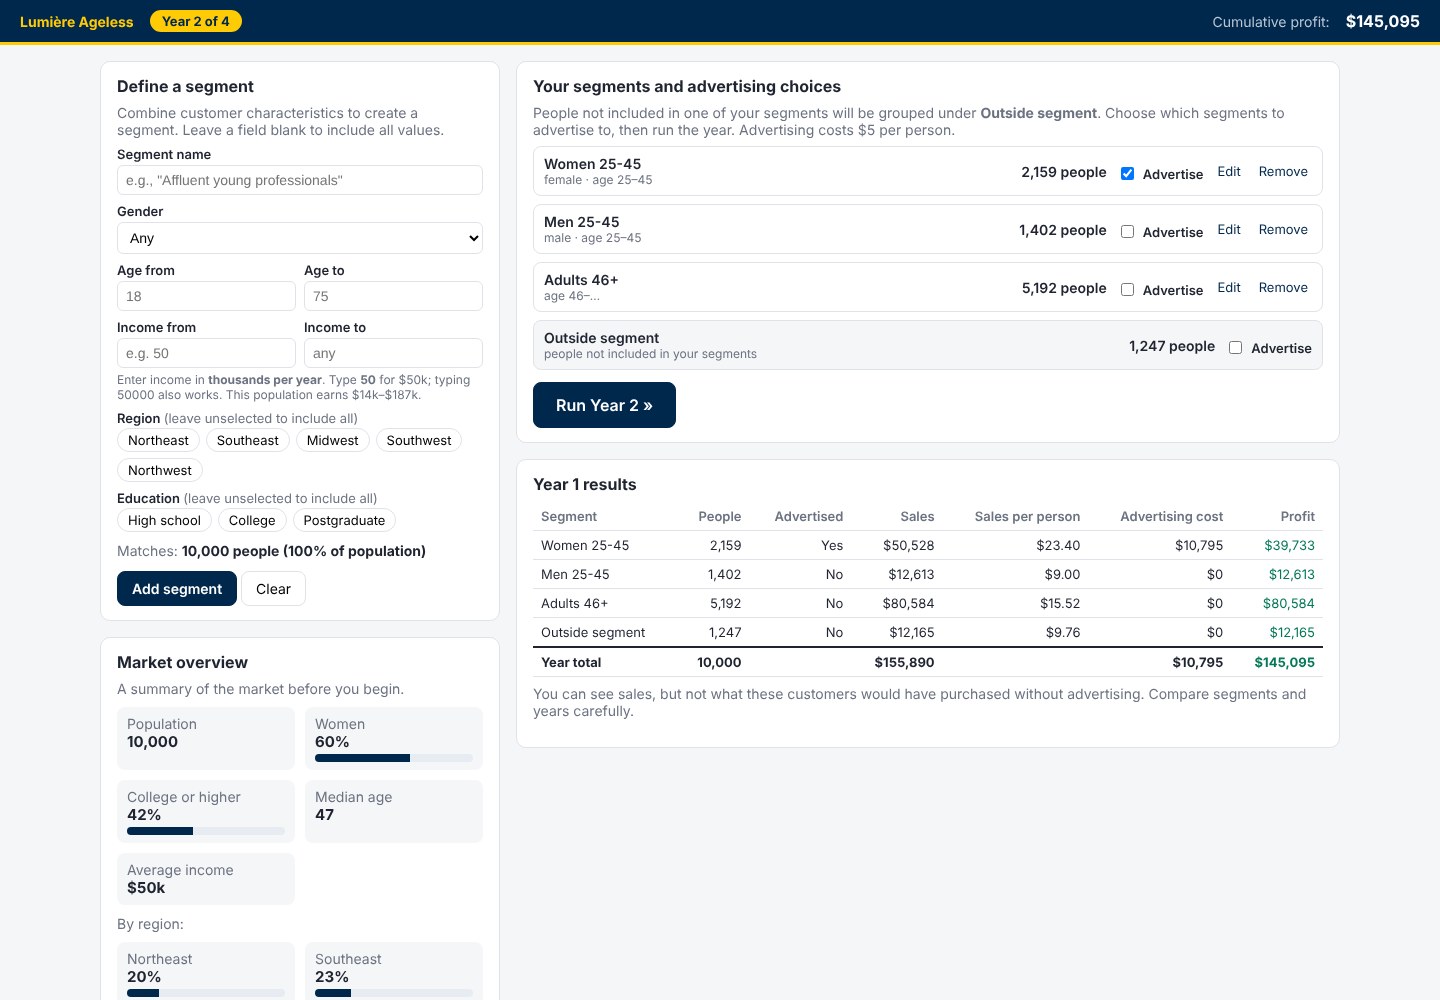 Lumière Ageless
Year 2 of 4
Cumulative profit: $145,095
Define a segment
Combine customer characteristics to create a
segment. Leave a field blank to include all values.
Segment name
e.g., "Affluent young professionals"
Gender
Any
Age from Age to
18 75
Income from Income to
e.g. 50 any
Enter income in thousands per year. Type 50 for $50k; typing
50000 also works. This population earns $14k–$187k.
Region (leave unselected to include all)
Northeast Southeast Midwest Southwest
Northwest
Education (leave unselected to include all)
High school College Postgraduate
Matches: 10,000 people (100% of population)
Add segment Clear
Market overview
A summary of the market before you begin.
Population Women
10,000 60%
College or higher Median age
42% 47
Average income
$50k
By region:
Northeast Southeast
20% 23%
Your segments and advertising choices
People not included in one of your segments will be grouped under Outside segment. Choose which segments to
advertise to, then run the year. Advertising costs $5 per person.
Women 25-45
female · age 25–45
2,159 people Advertise Edit Remove
Men 25-45
male · age 25–45
1,402 people Advertise Edit Remove
Adults 46+
age 46–...
5,192 people Advertise Edit Remove
Outside segment
people not included in your segments
1,247 people Advertise
Run Year 2 »
Year 1 results
Segment People Advertised Sales Sales per person Advertising cost Profit
Women 25-45 2,159 Yes $50,528 $23.40 $10,795 $39,733
Men 25-45 1,402 No $12,613 $9.00 $0 $12,613
Adults 46+ 5,192 No $80,584 $15.52 $0 $80,584
Outside segment 1,247 No $12,165 $9.76 $0 $12,165
Year total 10,000 $155,890 $10,795 $145,095
You can see sales, but not what these customers would have purchased without advertising. Compare segments and
years carefully.